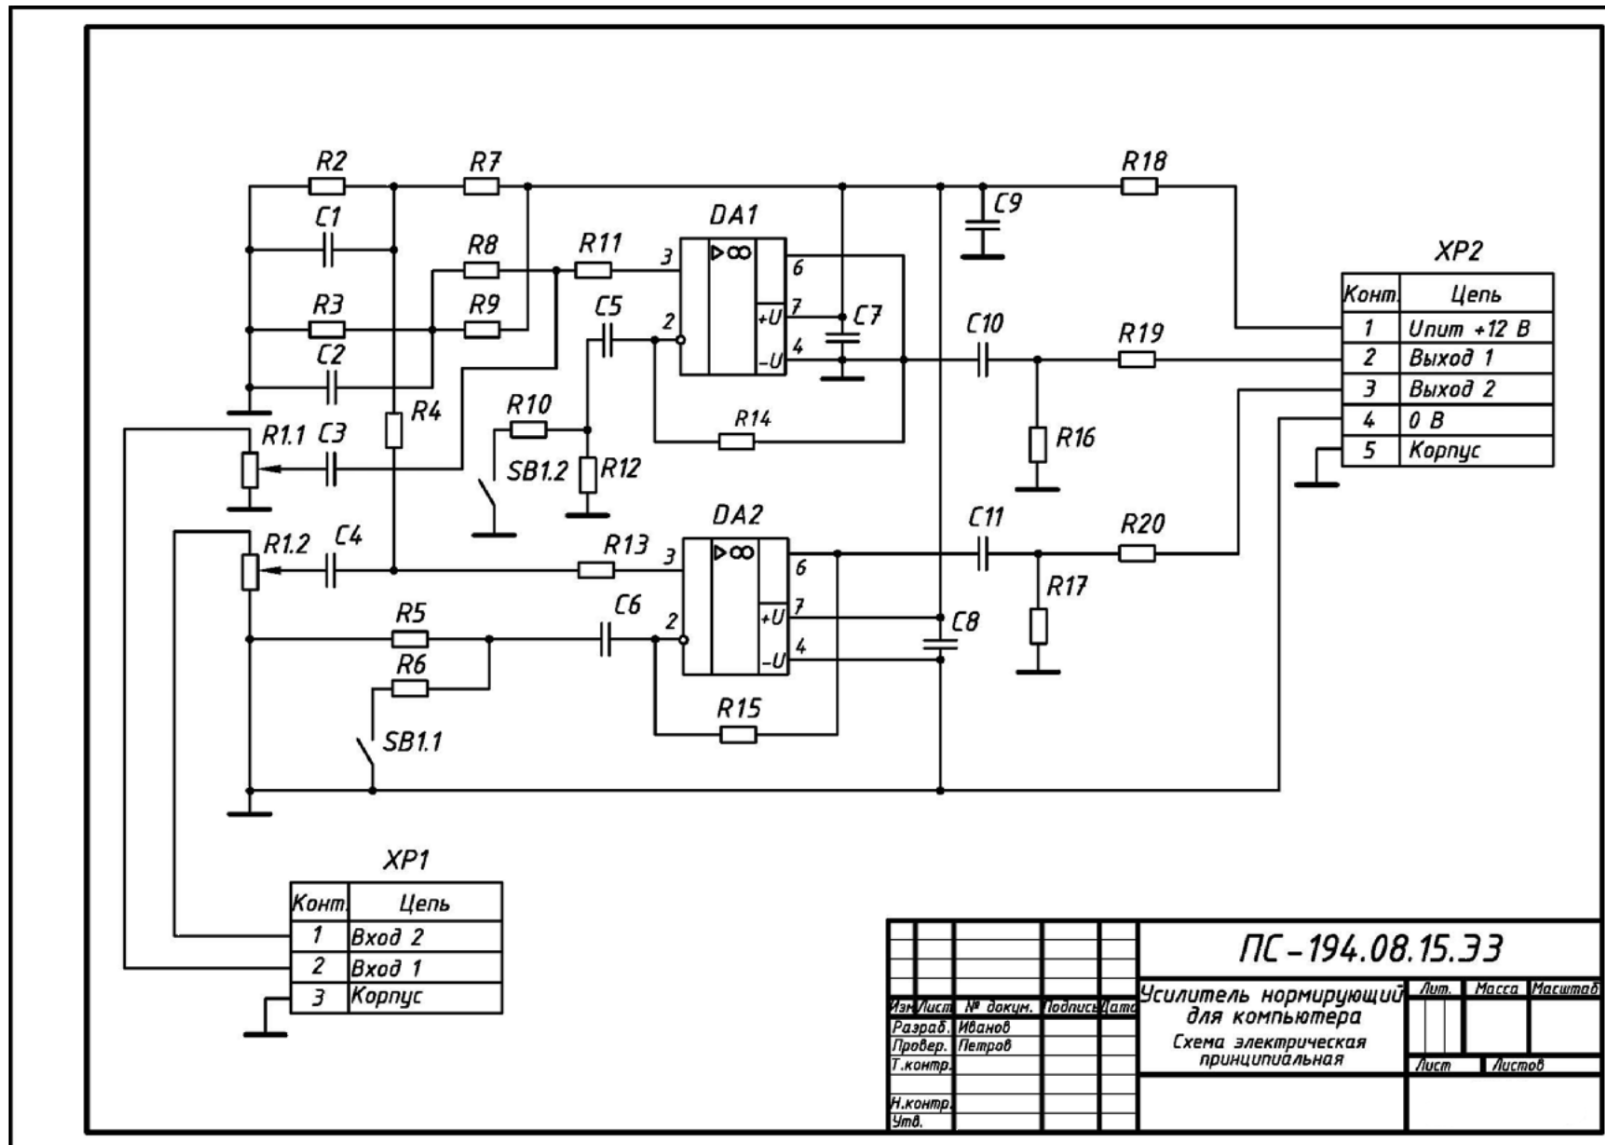 R2
R7
R18
C1
C9
DA1
R8
R11
▷∞
3
6
XP2
R3
R9
C5
7
C7
C10
R19
Конт. Цепь
+U
1 Uпит +12 В
2
4
-U
2 Выход 1
C2
3 Выход 2
R4
R10
R14
4 0 В
R1.1
C3
R16
5 Корпус
SB1.2
R12
DA2
C11
R20
R1.2
C4
R13
3
▷∞
6
R17
R5
C6
2
7
+U
C8
4
-U
R6
R15
SB1.1
XP1
Конт. Цепь
1 Вход 2
2 Вход 1
3 Корпус
ПС-194.08.15.ЭЗ
Усилитель нормирующий
для компьютера
Схема электрическая
принципиальная
Лит. Масса Масштаб
Лист Листов
Изм Лист № докум. Подпись Дата
Разраб. Иванов
Провер. Петров
Т.контр.
Н.контр.
Утв.